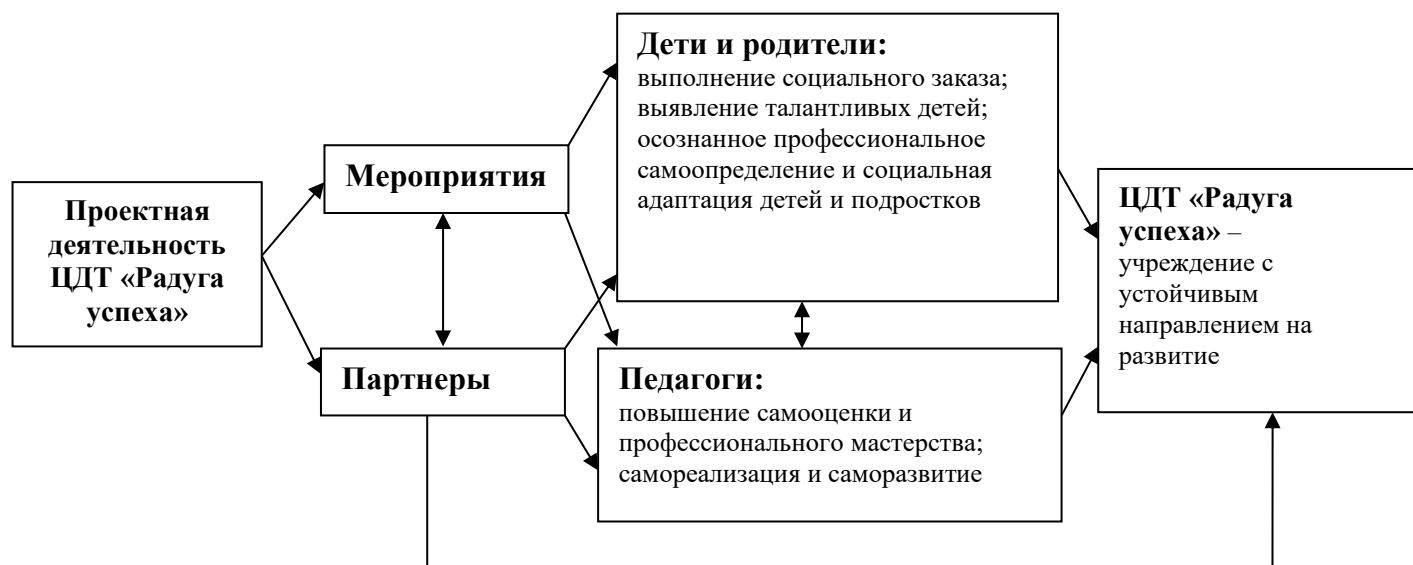 Проектная
деятельность
ЦДТ «Радуга
успеха»
Мероприятия
Партнеры
Дети и родители:
выполнение социального заказа;
выявление талантливых детей;
осознанное профессиональное
самоопределение и социальная
адаптация детей и подростков
Педагоги:
повышение самооценки и
профессионального мастерства;
самореализация и саморазвитие
ЦДТ «Радуга
успеха» –
учреждение с
устойчивым
направлением на
развитие